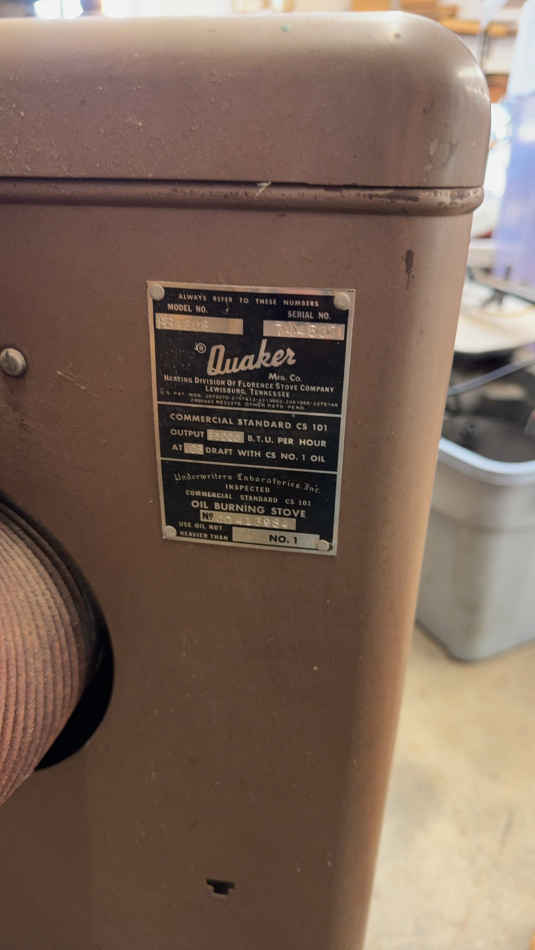 ALWAYS REFER TO THESE NUMBERS
MODEL NO. SERIAL NO.
® Quaker
MFG. CO.
HEATING DIVISION OF FLORENCE STOVE COMPANY
LEWISBURG, TENNESSEE
COMMERCIAL STANDARD CS 101
OUTPUT B.T.U. PER HOUR
AT DRAFT WITH CS NO. 1 OIL
Underwriters Laboratories, Inc.
INSPECTED
COMMERCIAL STANDARD CS 101
OIL BURNING STOVE
Nº
USE OIL NOT
HEAVIER THAN NO. 1